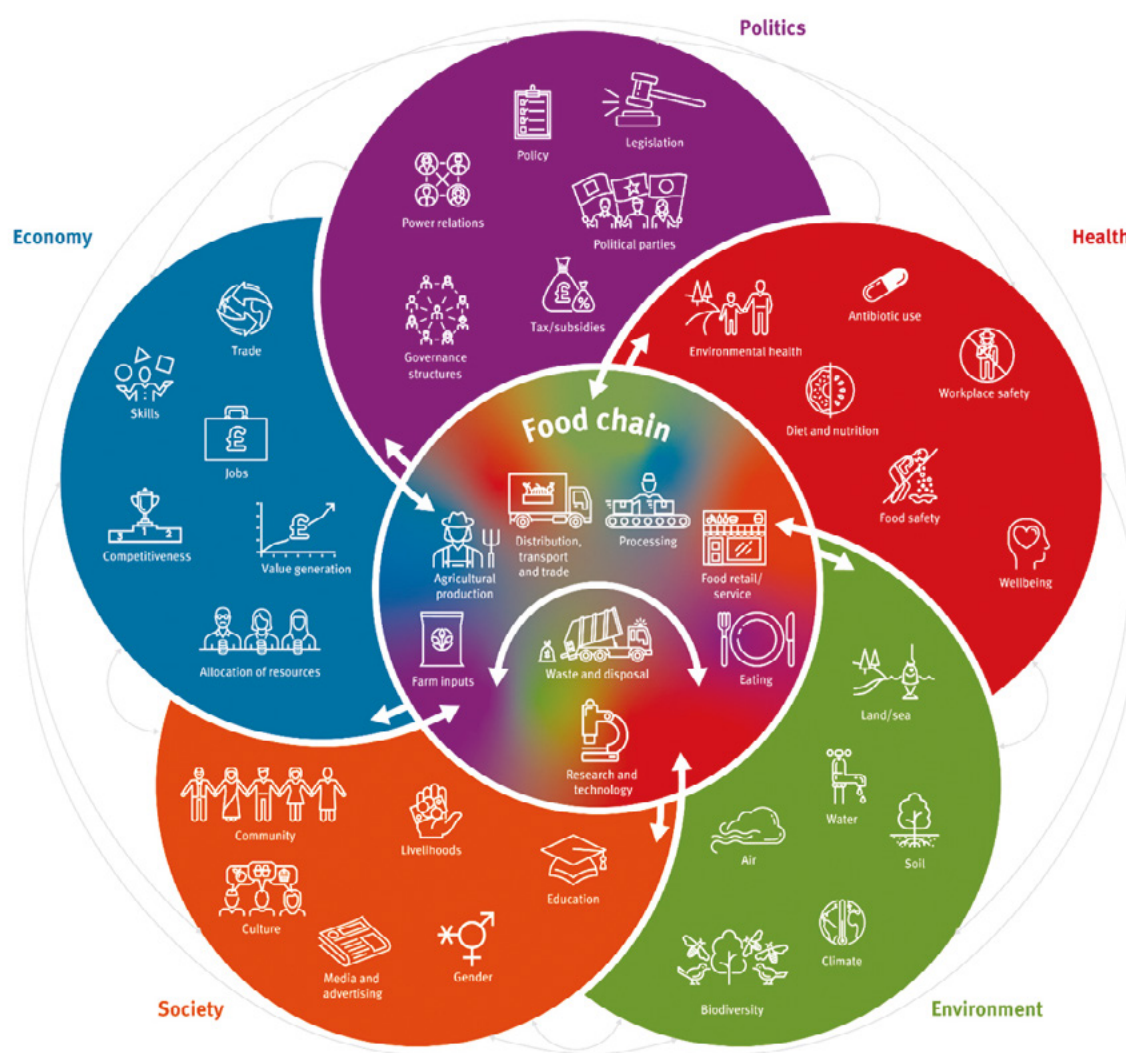 Politics
Policy
Legislation
Power relations
Political parties
Tax/subsidies
£
%
Governance
structures
Economy
Trade
Skills
£
Jobs
3 1 2
Competitiveness
£
Value generation
Allocation of resources
Health
Environmental health
Antibiotic use
Workplace safety
Diet and nutrition
Food safety
Wellbeing
Food chain
Agricultural
production
Distribution,
transport
and trade
Processing
Food retail/
service
Farm inputs
Waste and disposal
Eating
Research and
technology
Society
Community
Livelihoods
Education
Culture
Media and
advertising
Gender
Environment
Land/sea
Water
Air
Soil
Climate
Biodiversity